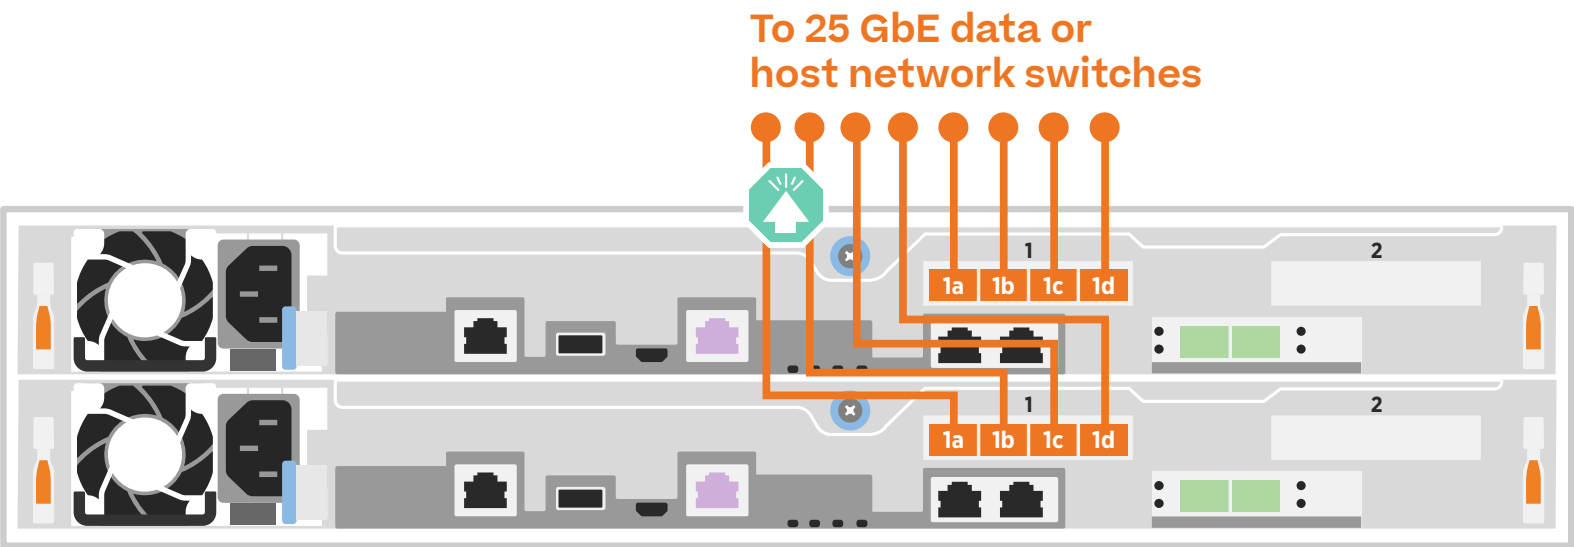 To 25 GbE data or
host network switches
1 2
1a 1b 1c 1d
1 2
1a 1b 1c 1d